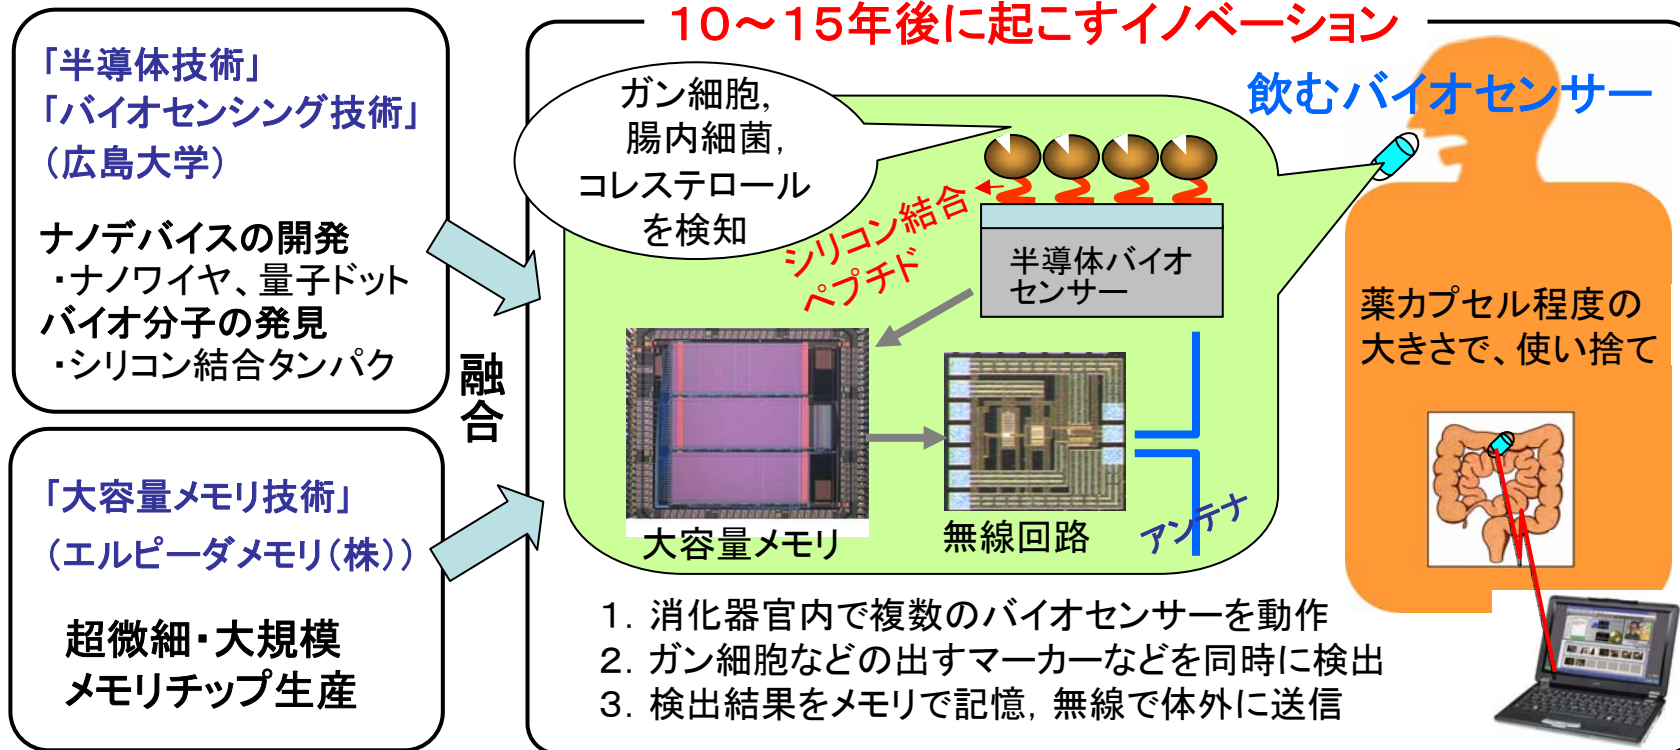 「半導体技術」
「バイオセンシング技術」
（広島大学）
ナノデバイスの開発
・ナノワイヤ、量子ドット
バイオ分子の発見
・シリコン結合タンパク
「大容量メモリ技術」
（エルピーダメモリ（株））
超微細・大規模
メモリチップ生産
融合
１０～１５年後に起こすイノベーション
ガン細胞，
腸内細菌，
コレステロール
を検知
シリコン結合
ペプチド
半導体バイオ
センサー
大容量メモリ
無線回路
アンテナ
飲むバイオセンサー
薬カプセル程度の
大きさで、使い捨て
１．消化器官内で複数のバイオセンサーを動作
２．ガン細胞などの出すマーカーなどを同時に検出
３．検出結果をメモリで記憶，無線で体外に送信